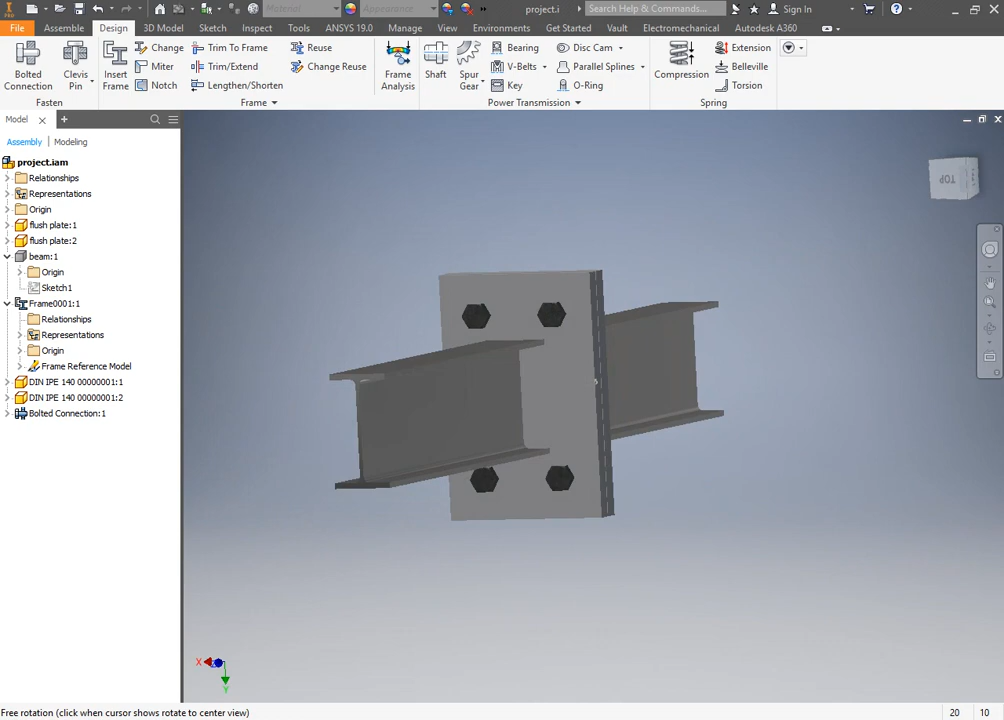 PRO
Material
Appearance
project.i
Search Help & Commands...
Sign In
File
Assemble
Design
3D Model
Sketch
Inspect
Tools
Manage
View
Environments
Get Started
Vault
Electromechanical
Autodesk A360
ANSYS 19.0
Bolted Connection
Clevis Pin
Fasten
Insert Frame
Change
Miter
Notch
Trim To Frame
Trim/Extend
Lengthen/Shorten
Reuse
Change Reuse
Frame
Frame Analysis
Shaft
Spur Gear
Bearing
V-Belts
Key
Disc Cam
Parallel Splines
O-Ring
Power Transmission
Compression
Extension
Belleville
Torsion
Spring
Model
Assembly
Modeling
project.iam
Relationships
Representations
Origin
flush plate:1
flush plate:2
beam:1
Origin
Sketch1
Frame0001:1
Relationships
Representations
Origin
Frame Reference Model
DIN IPE 140 00000001:1
DIN IPE 140 00000001:2
Bolted Connection:1
TOP
X
Y
Free rotation (click when cursor shows rotate to center view)
20
10